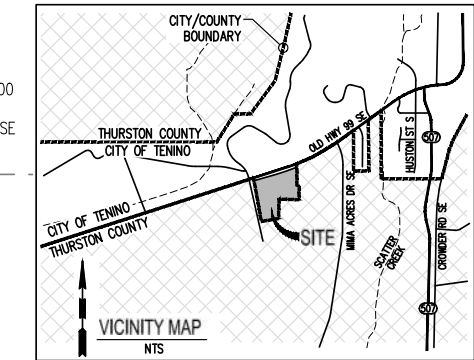 00
SE
CITY/COUNTY
BOUNDARY
THURSTON COUNTY
CITY OF TENINO
OLD HWY 99 SE
HUSTON ST S
507
MIMA ACRES DR SE
SCATTER
CREEK
CROWDER RD SE
CITY OF TENINO
THURSTON COUNTY
SITE
507
VICINITY MAP
NTS